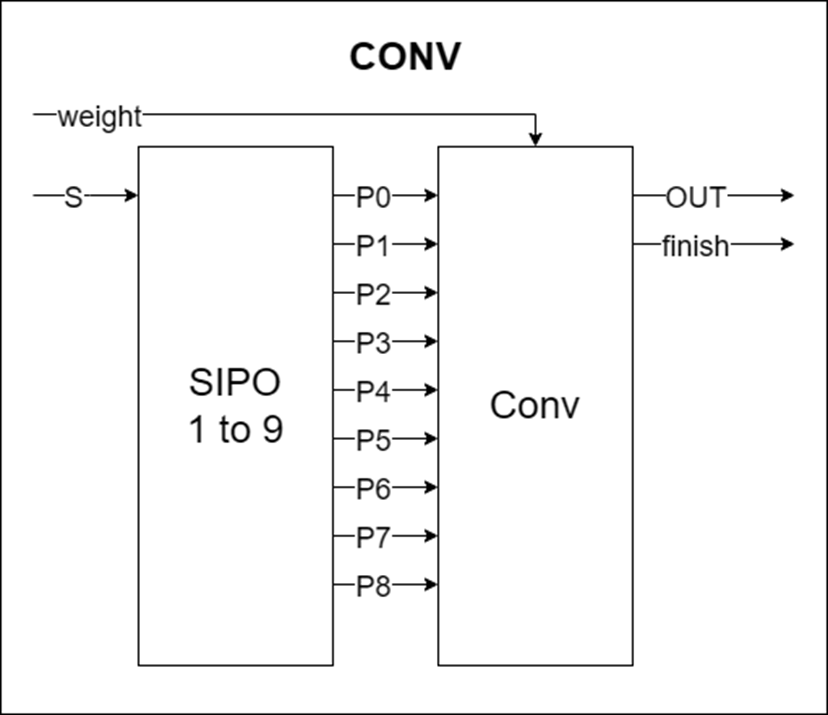 CONV
weight
S
P0
OUT
P1
finish
P2
P3
SIPO
1 to 9
P4
Conv
P5
P6
P7
P8